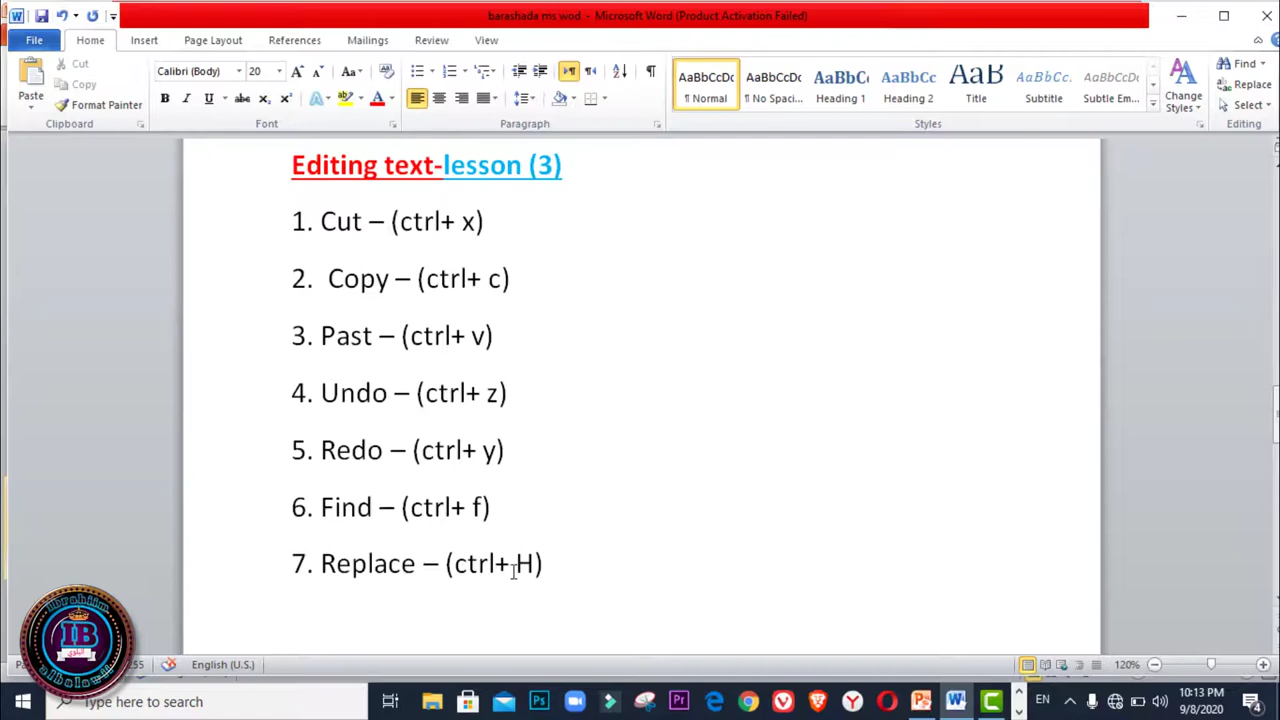 barashada ms wod - Microsoft Word (Product Activation Failed)
File Home Insert Page Layout References Mailings Review View
Paste
Cut
Copy
Format Painter
Clipboard
Calibri (Body) 20
Font
Paragraph
AaBbCcDc AaBbCcDc AaBbC AaBbCc AaB AaBbCc. AaBbCcDc
¶ Normal ¶ No Spaci... Heading 1 Heading 2 Title Subtitle Subtle Em...
Styles
Change Styles
Find
Replace
Select
Editing
Editing text-lesson (3)
1. Cut – (ctrl+ x)
2. Copy – (ctrl+ c)
3. Past – (ctrl+ v)
4. Undo – (ctrl+ z)
5. Redo – (ctrl+ y)
6. Find – (ctrl+ f)
7. Replace – (ctrl+ H)
IB
55 English (U.S.) 120%
Type here to search
EN 10:13 PM
9/8/2020